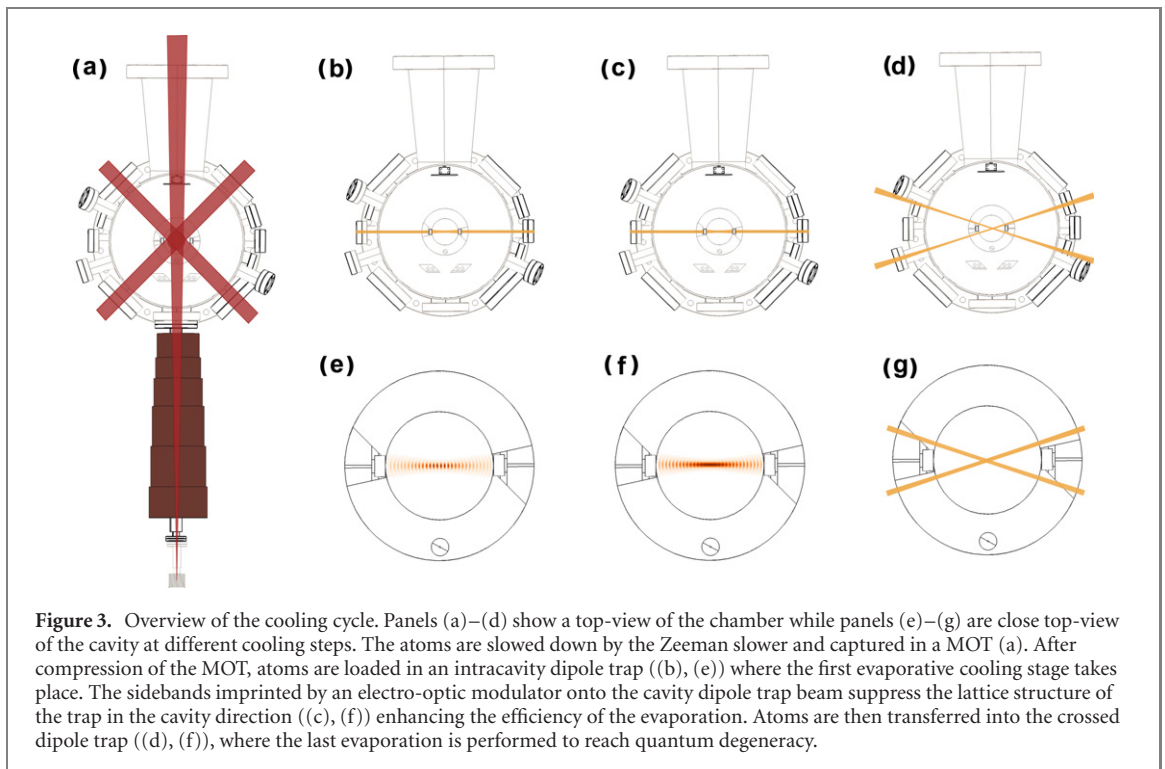 (a)
(b)
(c)
(d)
(e)
(f)
(g)
Figure 3. Overview of the cooling cycle. Panels (a)–(d) show a top-view of the chamber while panels (e)–(g) are close top-view
of the cavity at different cooling steps. The atoms are slowed down by the Zeeman slower and captured in a MOT (a). After
compression of the MOT, atoms are loaded in an intracavity dipole trap ((b), (e)) where the first evaporative cooling stage takes
place. The sidebands imprinted by an electro-optic modulator onto the cavity dipole trap beam suppress the lattice structure of
the trap in the cavity direction ((c), (f)) enhancing the efficiency of the evaporation. Atoms are then transferred into the crossed
dipole trap ((d), (f)), where the last evaporation is performed to reach quantum degeneracy.